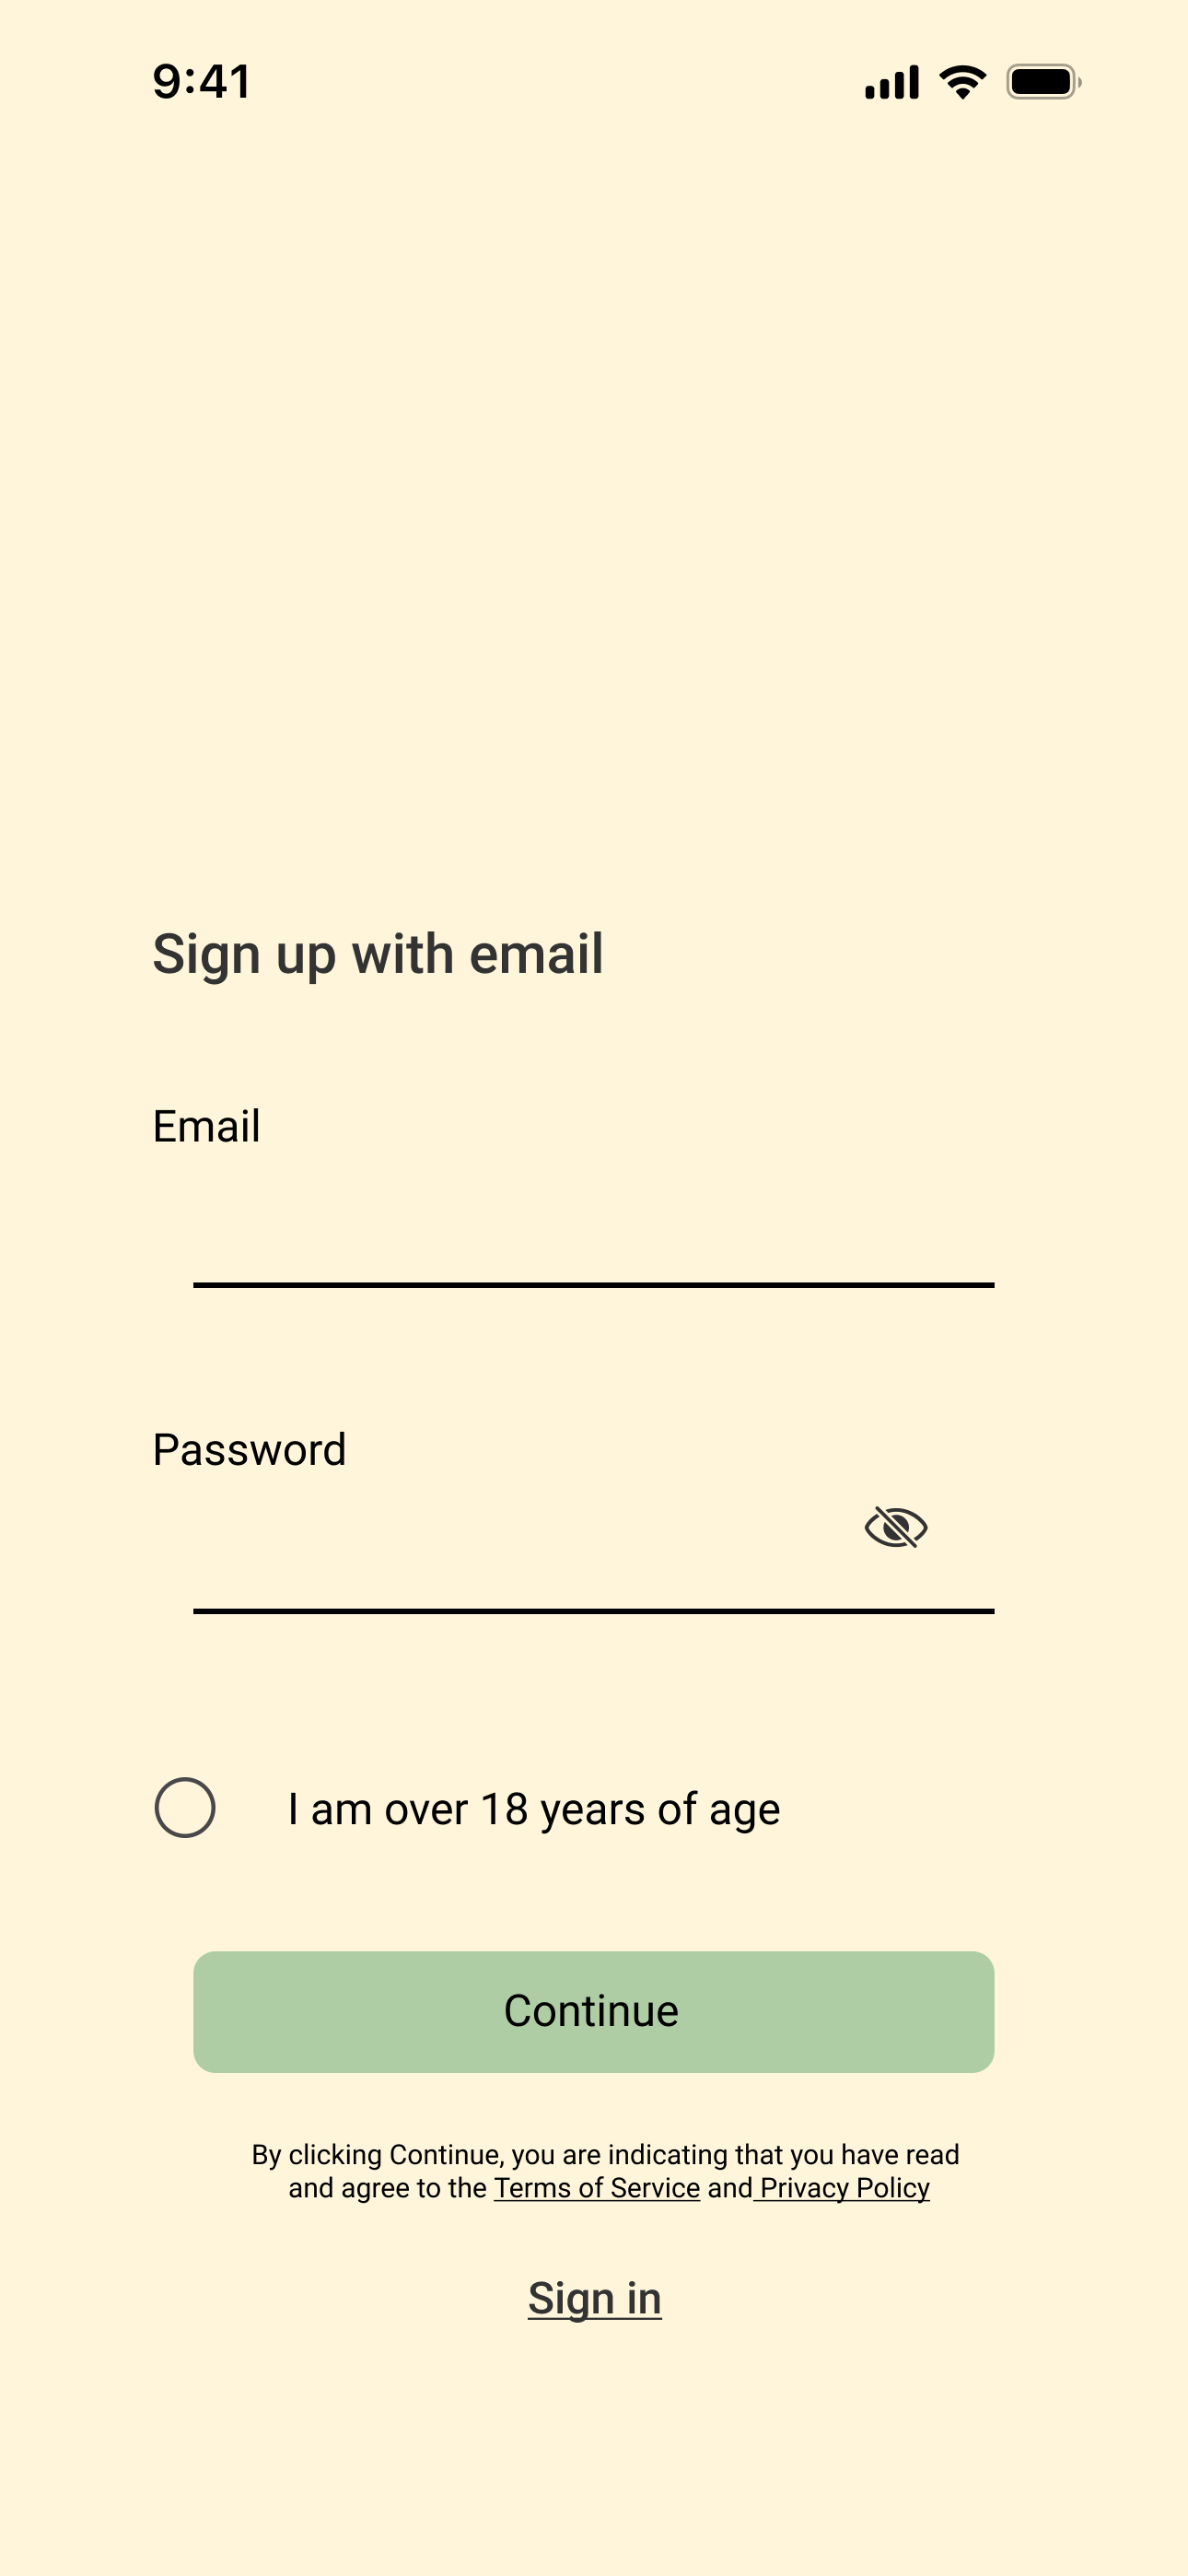 9:41
Sign up with email
Email
Password
I am over 18 years of age
Continue
By clicking Continue, you are indicating that you have read
and agree to the Terms of Service and Privacy Policy
Sign in